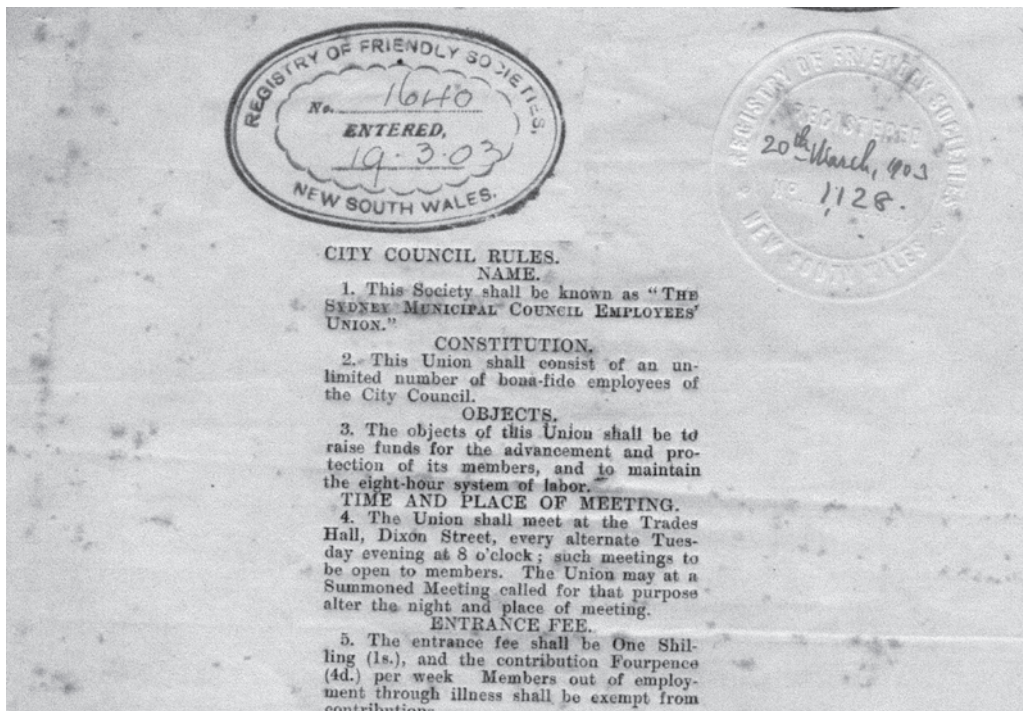 REGISTRY OF FRIENDLY SOCIETIES.
No. 1640
ENTERED,
19.3.03
NEW SOUTH WALES.
REGISTRY OF FRIENDLY SOCIETIES
REGISTERED
20th March, 1903
No. 1128.
NEW SOUTH WALES
CITY COUNCIL RULES.
NAME.
1. This Society shall be known as "THE
SYDNEY MUNICIPAL COUNCIL EMPLOYEES'
UNION."
CONSTITUTION.
2. This Union shall consist of an un-
limited number of bona-fide employees of
the City Council.
OBJECTS.
3. The objects of this Union shall be to
raise funds for the advancement and pro-
tection of its members, and to maintain
the eight-hour system of labor.
TIME AND PLACE OF MEETING.
4. The Union shall meet at the Trades
Hall, Dixon Street, every alternate Tues-
day evening at 8 o'clock; such meetings to
be open to members. The Union may at a
Summoned Meeting called for that purpose
alter the night and place of meeting.
ENTRANCE FEE.
5. The entrance fee shall be One Shil-
ling (1s.), and the contribution Fourpence
(4d.) per week Members out of employ-
ment through illness shall be exempt from
contributions